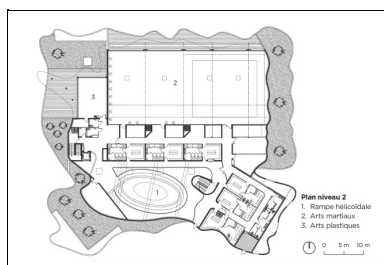 2
3
1
Plan niveau 2
1. Rampe hélicoïdale
2. Arts martiaux
3. Arts plastiques
0 5 m 10 m